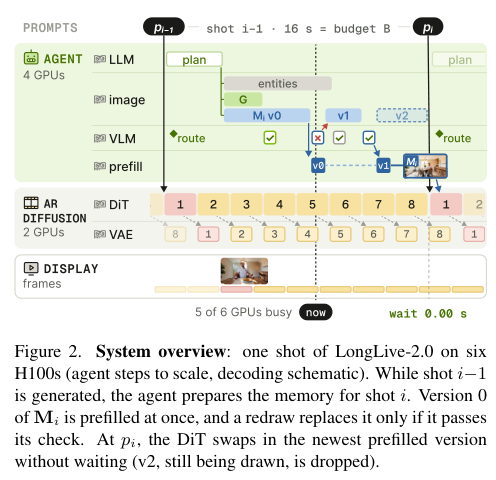 PROMPTS p_{i-1} shot i-1 · 16 s = budget B p_i
AGENT
4 GPUs
LLM plan plan
entities
image G
M_i v0 v1 v2
VLM route route
prefill v0 v1 M_i
AR DIFFUSION
2 GPUs
DiT 1 2 3 4 5 6 7 8 1 2
VAE 8 1 2 3 4 5 6 7 8 1
DISPLAY
frames
5 of 6 GPUs busy now wait 0.00 s
Figure 2. System overview: one shot of LongLive-2.0 on six
H100s (agent steps to scale, decoding schematic). While shot i−1
is generated, the agent prepares the memory for shot i. Version 0
of M_i is prefilled at once, and a redraw replaces it only if it passes
its check. At p_i, the DiT swaps in the newest prefilled version
without waiting (v2, still being drawn, is dropped).